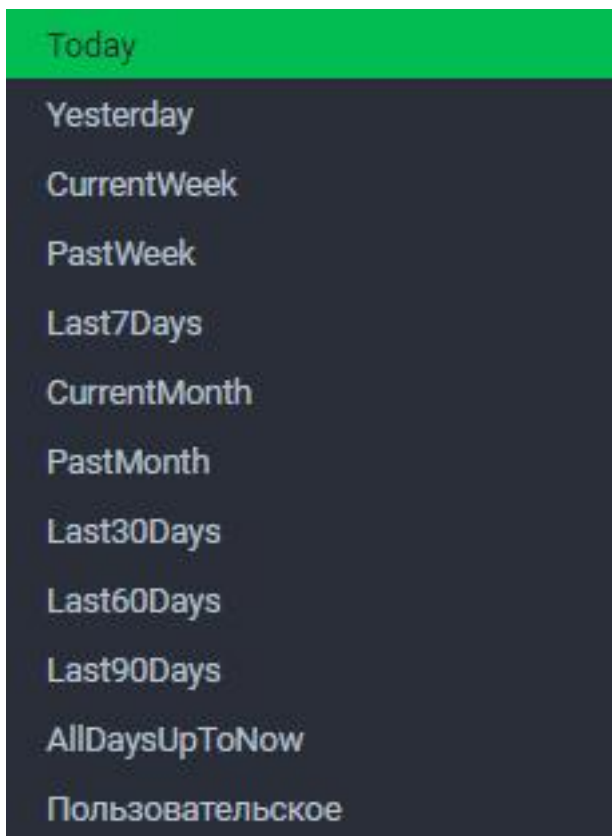 Today
Yesterday
CurrentWeek
PastWeek
Last7Days
CurrentMonth
PastMonth
Last30Days
Last60Days
Last90Days
AllDaysUpToNow
Пользовательское